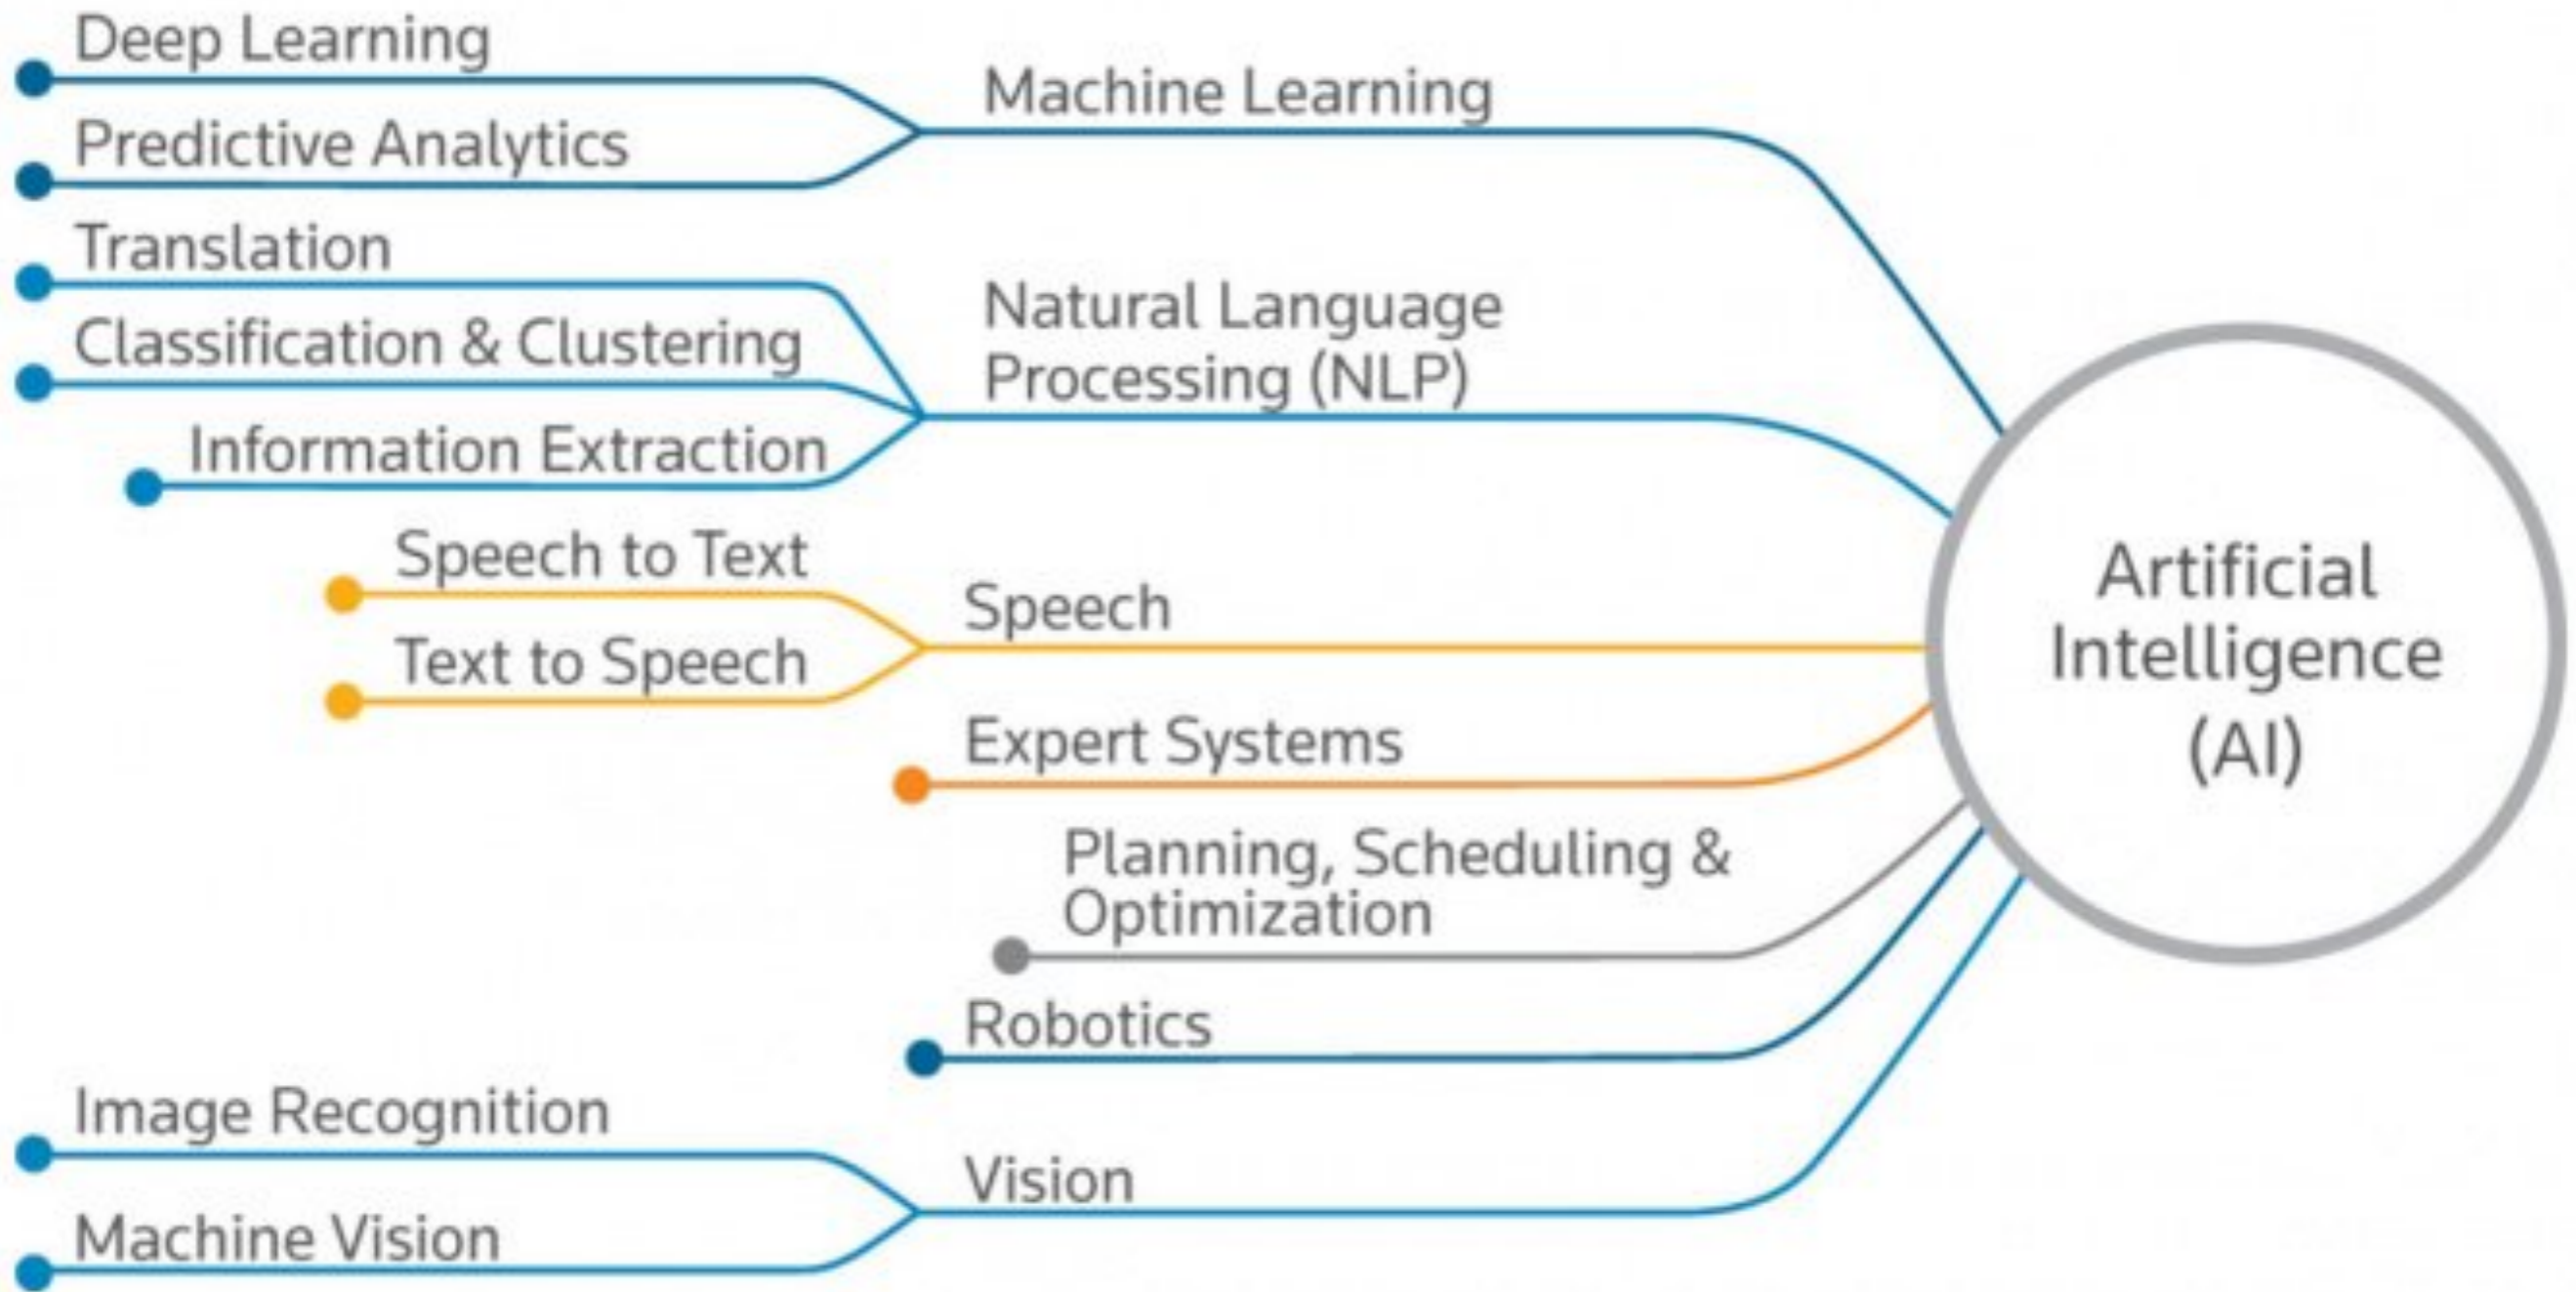 Deep Learning
Predictive Analytics
Machine Learning
Translation
Classification & Clustering
Information Extraction
Natural Language
Processing (NLP)
Speech to Text
Text to Speech
Speech
Expert Systems
Planning, Scheduling &
Optimization
Robotics
Image Recognition
Machine Vision
Vision
Artificial
Intelligence
(AI)